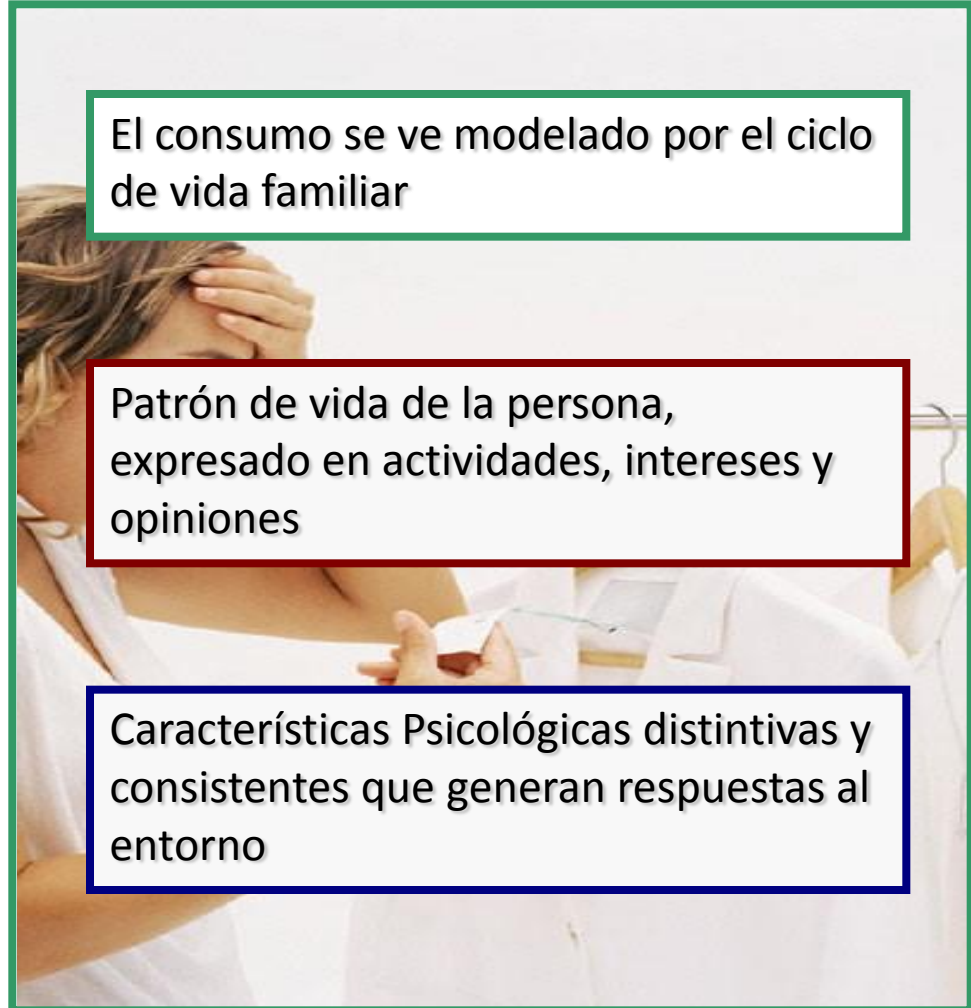 El consumo se ve modelado por el ciclo
de vida familiar
Patrón de vida de la persona,
expresado en actividades, intereses y
opiniones
Características Psicológicas distintivas y
consistentes que generan respuestas al
entorno